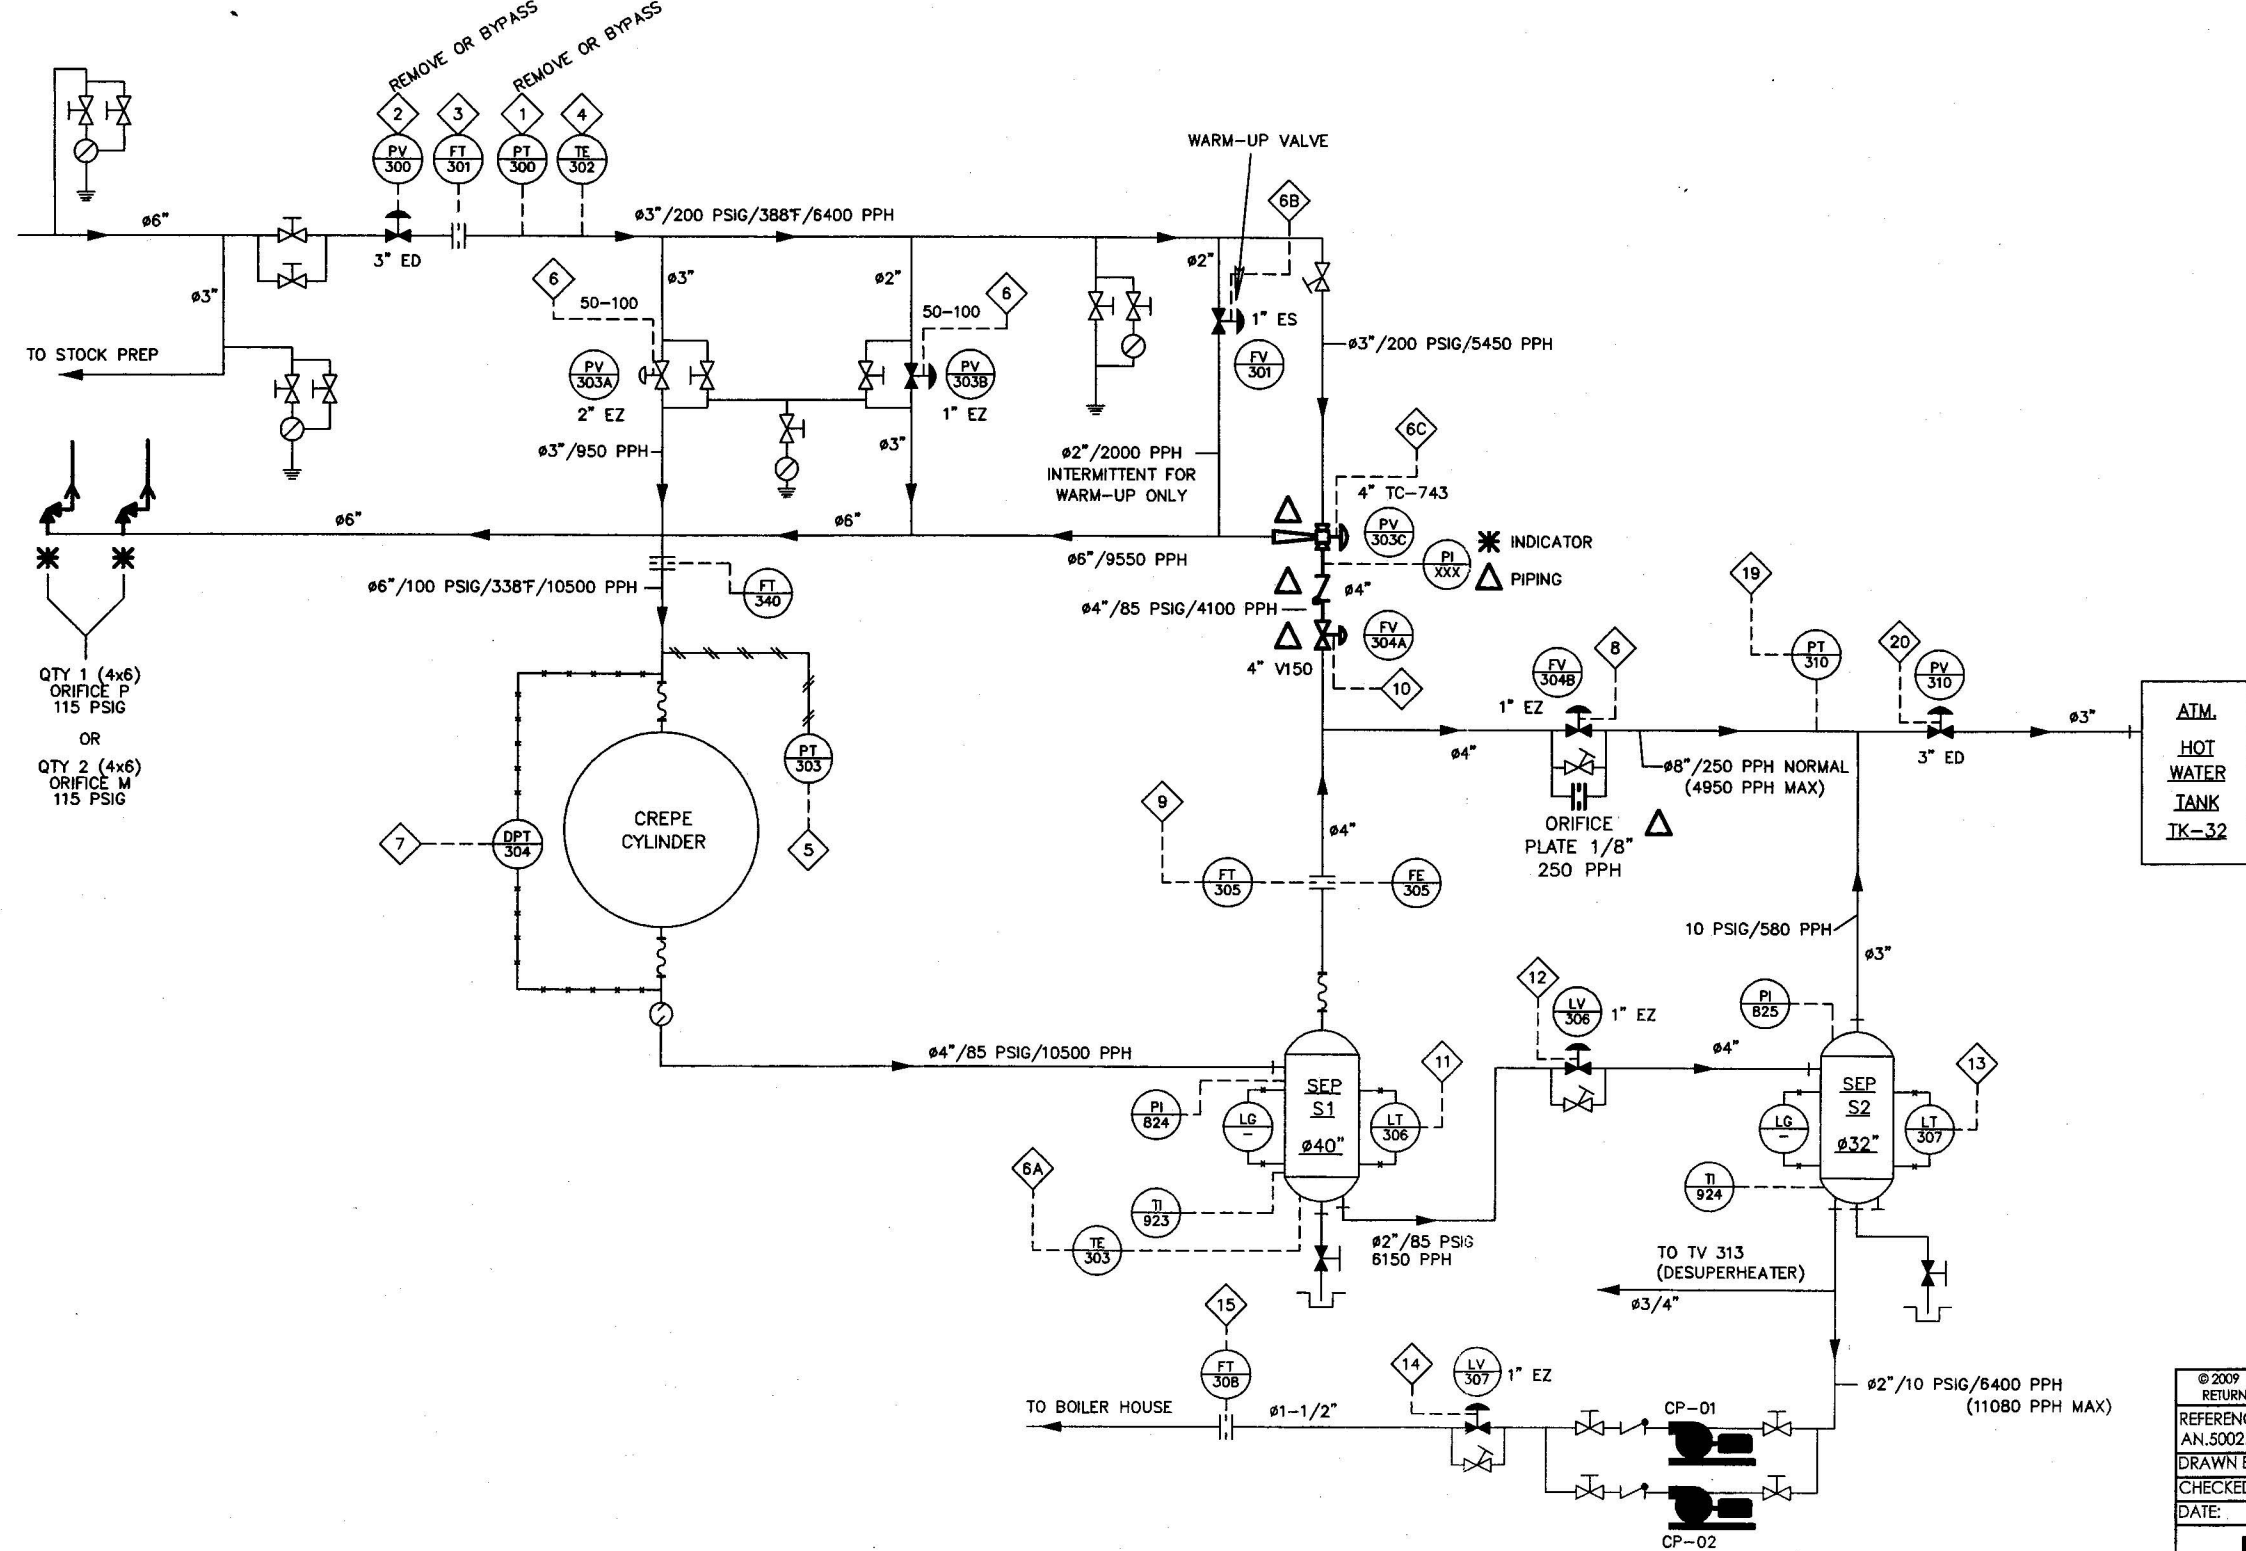 REMOVE OR BYPASS
REMOVE OR BYPASS
2
3
1
4
PV
300
FT
301
PT
300
TE
302
WARM-UP VALVE
6B
ø6"
3" ED
ø3"/200 PSIG/388°F/6400 PPH
ø3"
ø3"
ø2"
ø2"
6
50-100
6
50-100
1" ES
FV
301
ø3"/200 PSIG/5450 PPH
TO STOCK PREP
PV
303A
2" EZ
PV
303B
1" EZ
ø3"/950 PPH
ø3"
ø2"/2000 PPH
INTERMITTENT FOR
WARM-UP ONLY
6C
4" TC-743
PV
303C
INDICATOR
PI
XXX
PIPING
ø6"
ø6"
ø6"/9550 PPH
ø6"/100 PSIG/338°F/10500 PPH
FT
340
ø4"
ø4"/85 PSIG/4100 PPH
FV
304A
4" V150
10
19
PT
310
20
PV
310
8
FV
304B
1" EZ
QTY 1 (4x6)
ORIFICE P
115 PSIG
OR
QTY 2 (4x6)
ORIFICE M
115 PSIG
ø4"
ø8"/250 PPH NORMAL
(4950 PPH MAX)
3" ED
ø3"
ATM.
HOT
WATER
TANK
TK-32
ORIFICE
PLATE 1/8"
250 PPH
PT
303
5
CREPE
CYLINDER
7
DPT
304
9
ø4"
FT
305
FE
305
10 PSIG/580 PPH
ø3"
12
LV
306
1" EZ
PI
825
ø4"/85 PSIG/10500 PPH
11
ø4"
13
PI
824
LG
-
SEP
S1
ø40"
LT
306
LG
-
SEP
S2
ø32"
LT
307
6A
TI
923
TE
303
TI
924
ø2"/85 PSIG
6150 PPH
TO TV 313
(DESUPERHEATER)
ø3/4"
15
FT
308
14
LV
307
1" EZ
ø2"/10 PSIG/6400 PPH
(11080 PPH MAX)
TO BOILER HOUSE
ø1-1/2"
CP-01
CP-02
© 2009
RETURN
AN.5002
DRAWN
CHECKED
DATE: